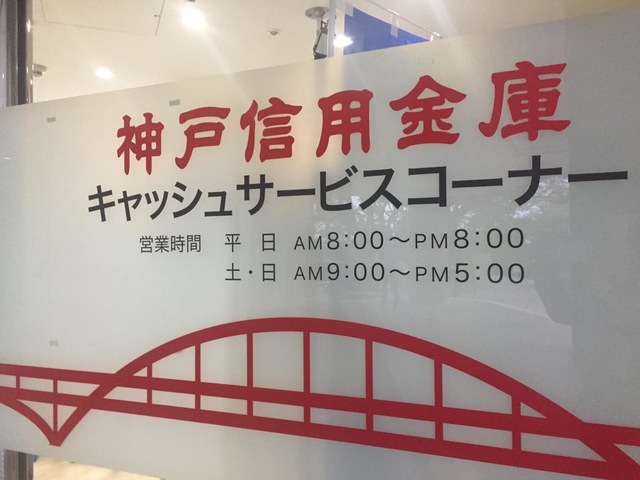 神戸信用金庫
キャッシュサービスコーナー
営業時間 平 日 AM8:00～PM8:00
土・日 AM9:00～PM5:00